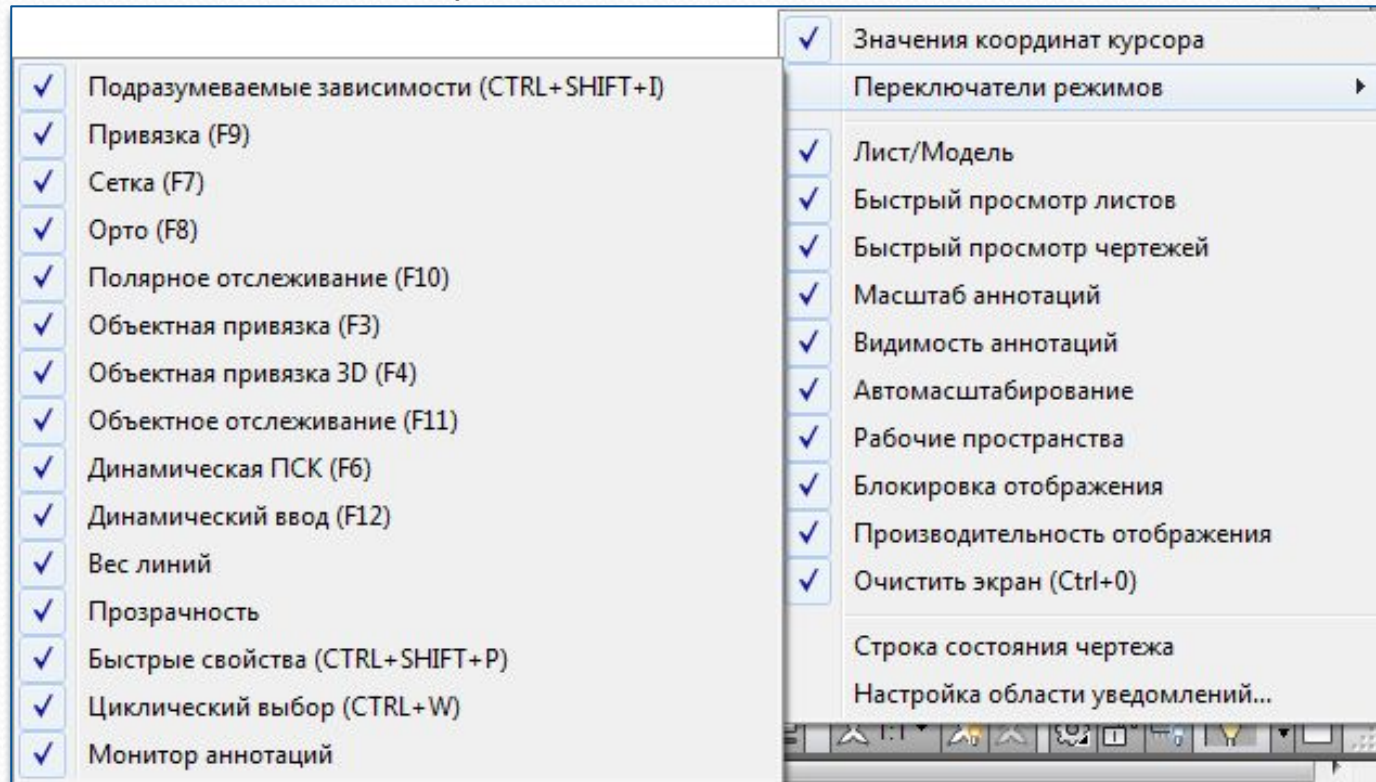 Значения координат курсора
Переключатели режимов
Лист/Модель
Быстрый просмотр листов
Быстрый просмотр чертежей
Масштаб аннотаций
Видимость аннотаций
Автомасштабирование
Рабочие пространства
Блокировка отображения
Производительность отображения
Очистить экран (Ctrl+0)
Строка состояния чертежа
Настройка области уведомлений...
Подразумеваемые зависимости (CTRL+SHIFT+I)
Привязка (F9)
Сетка (F7)
Орто (F8)
Полярное отслеживание (F10)
Объектная привязка (F3)
Объектная привязка 3D (F4)
Объектное отслеживание (F11)
Динамическая ПСК (F6)
Динамический ввод (F12)
Вес линий
Прозрачность
Быстрые свойства (CTRL+SHIFT+P)
Циклический выбор (CTRL+W)
Монитор аннотаций
1:1